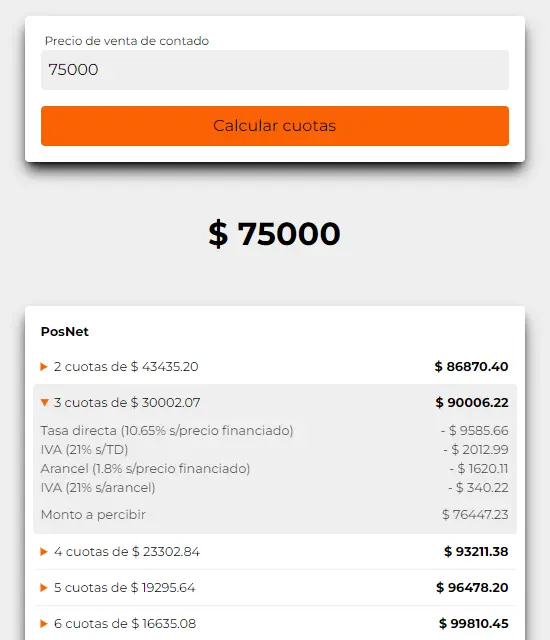 Precio de venta de contado
75000
Calcular cuotas
$ 75000
PosNet
2 cuotas de $ 43435.20 $ 86870.40
3 cuotas de $ 30002.07 $ 90006.22
Tasa directa (10.65% s/precio financiado) - $ 9585.66
IVA (21% s/TD) - $ 2012.99
Arancel (1.8% s/precio financiado) - $ 1620.11
IVA (21% s/arancel) - $ 340.22
Monto a percibir $ 76447.23
4 cuotas de $ 23302.84 $ 93211.38
5 cuotas de $ 19295.64 $ 96478.20
6 cuotas de $ 16635.08 $ 99810.45